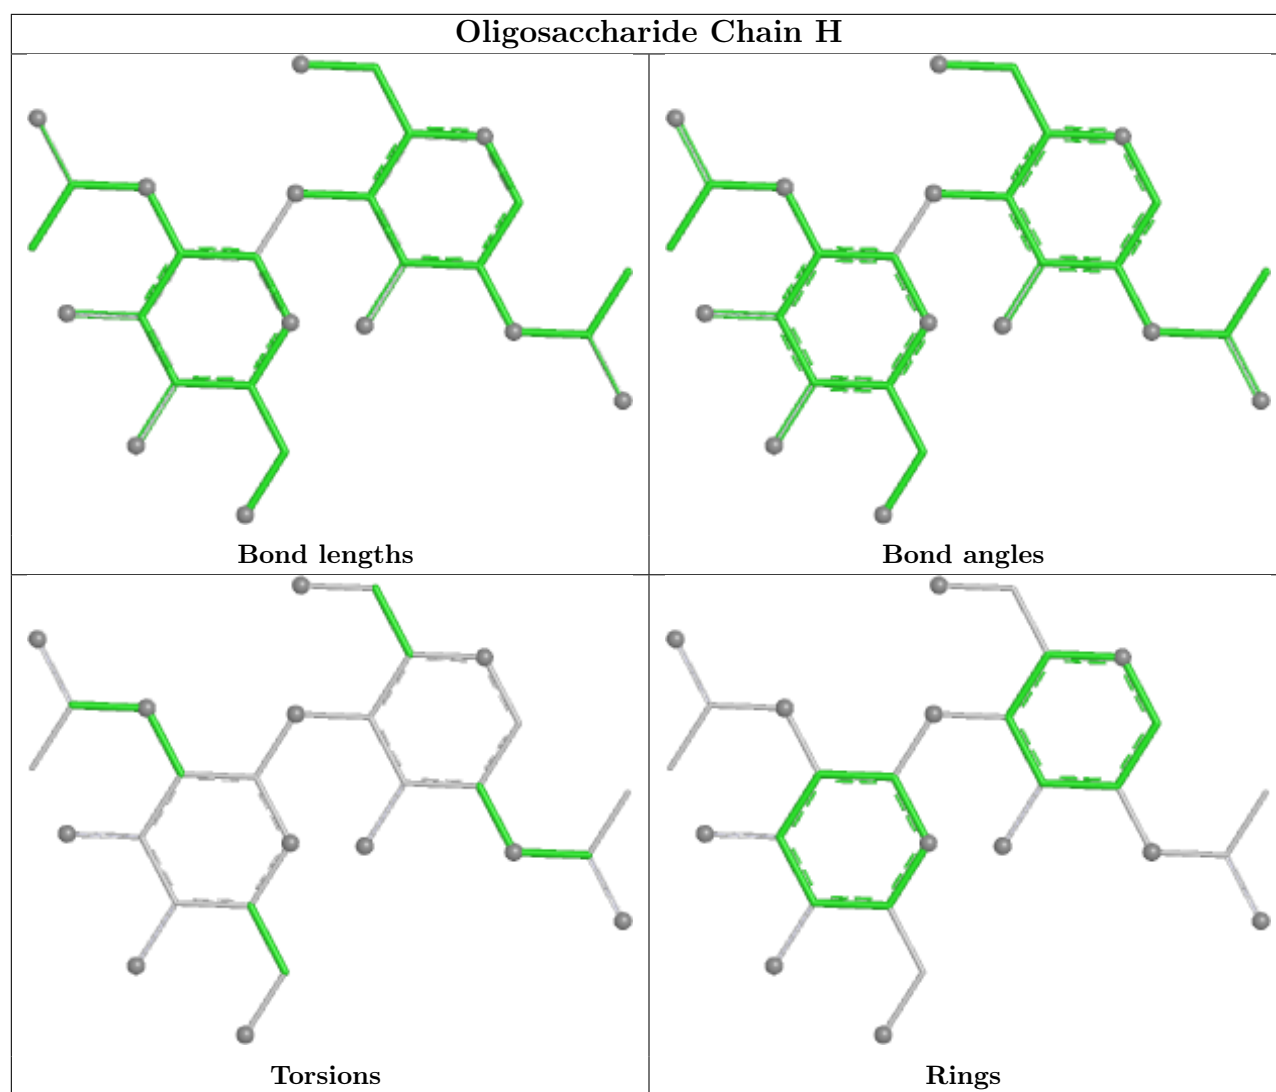 Oligosaccharide Chain H
Bond lengths
Bond angles
Torsions
Rings